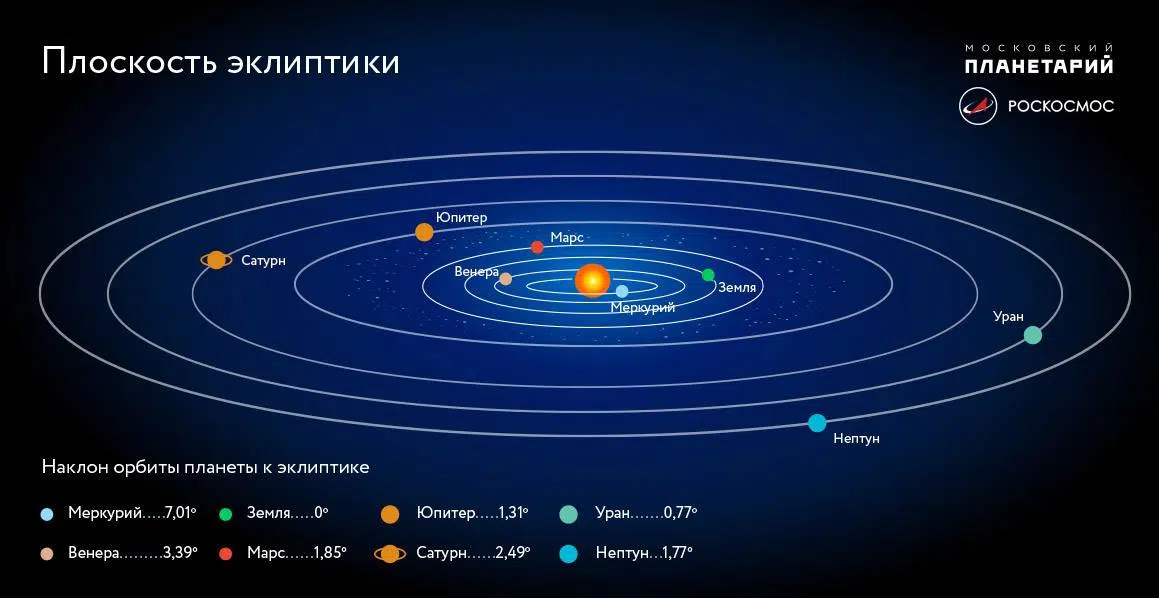 Плоскость эклиптики
МОСКОВСКИЙ
ПЛАНЕТАРИЙ
РОСКОСМОС
Юпитер
Марс
Сатурн
Венера
Земля
Меркурий
Уран
Нептун
Наклон орбиты планеты к эклиптике
Меркурий.....7,01° Земля.....0° Юпитер.....1,31° Уран.......0,77°
Венера.........3,39° Марс......1,85° Сатурн......2,49° Нептун...1,77°